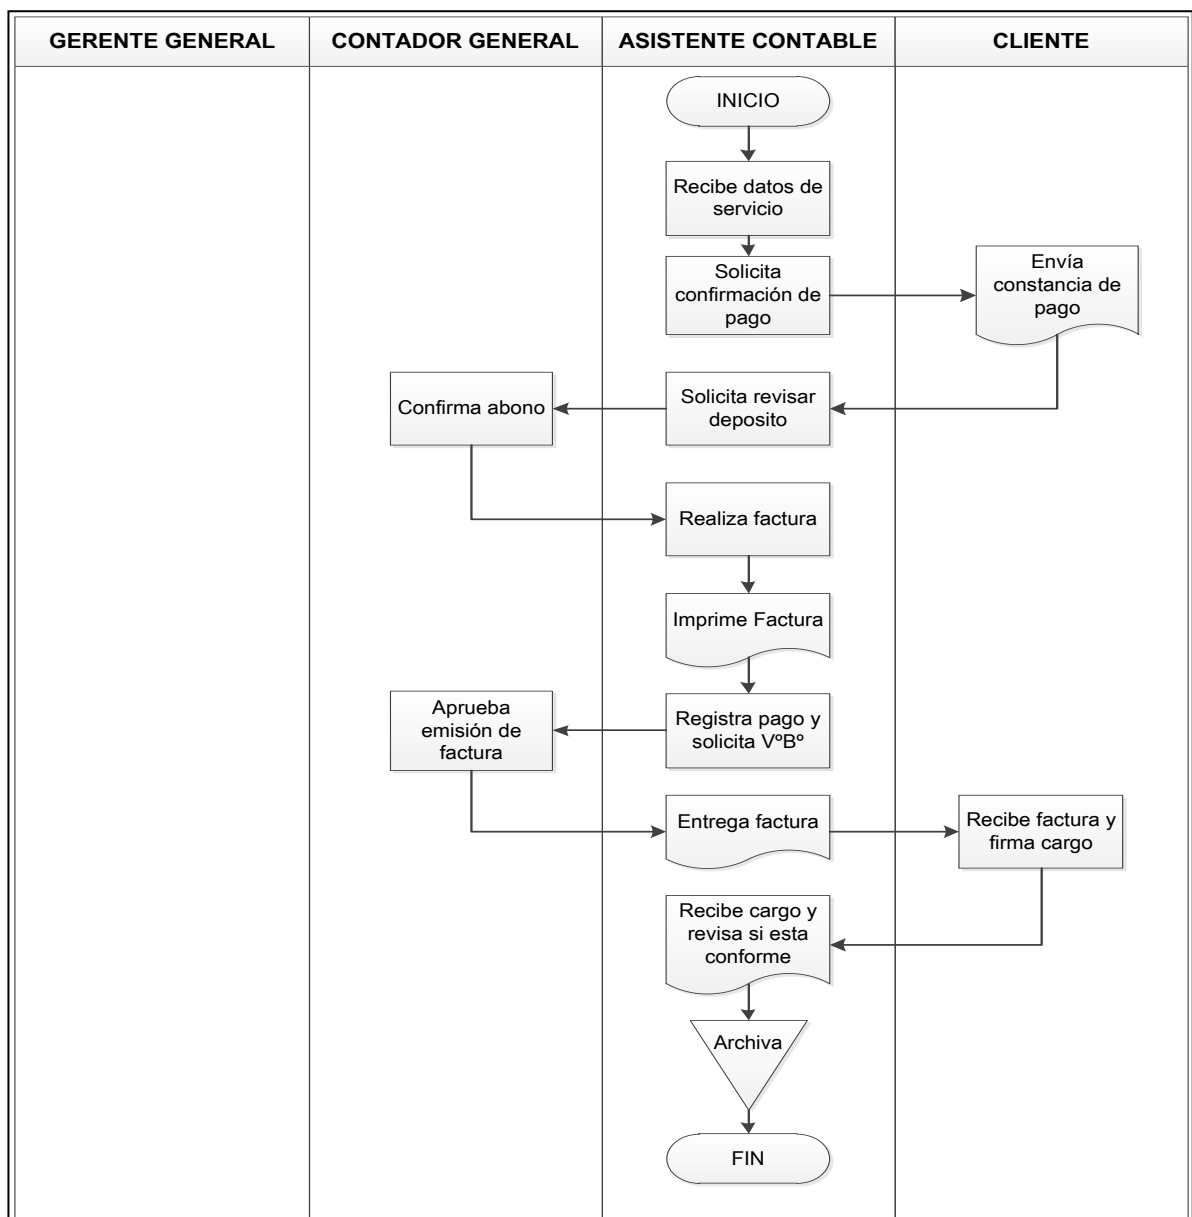 GERENTE GENERAL
CONTADOR GENERAL
ASISTENTE CONTABLE
CLIENTE
INICIO
Recibe datos de
servicio
Solicita
confirmación de
pago
Envía
constancia de
pago
Confirma abono
Solicita revisar
deposito
Realiza factura
Imprime Factura
Aprueba
emisión de
factura
Registra pago y
solicita VºBº
Entrega factura
Recibe factura y
firma cargo
Recibe cargo y
revisa si esta
conforme
Archiva
FIN